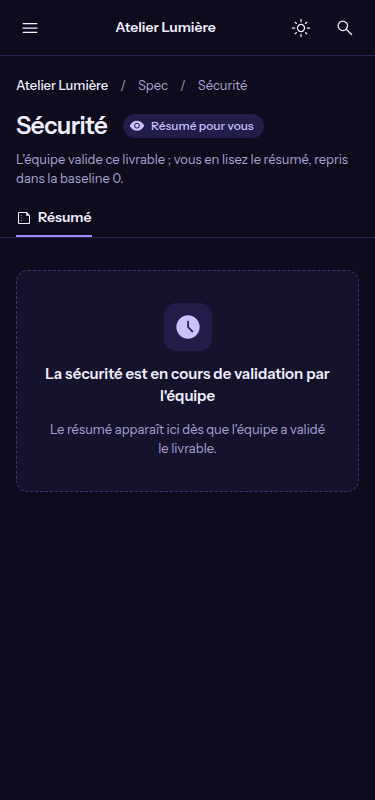 Atelier Lumière
Atelier Lumière / Spec / Sécurité
Sécurité
Résumé pour vous
L'équipe valide ce livrable ; vous en lisez le résumé, repris
dans la baseline 0.
Résumé
La sécurité est en cours de validation par
l'équipe
Le résumé apparaît ici dès que l'équipe a validé
le livrable.